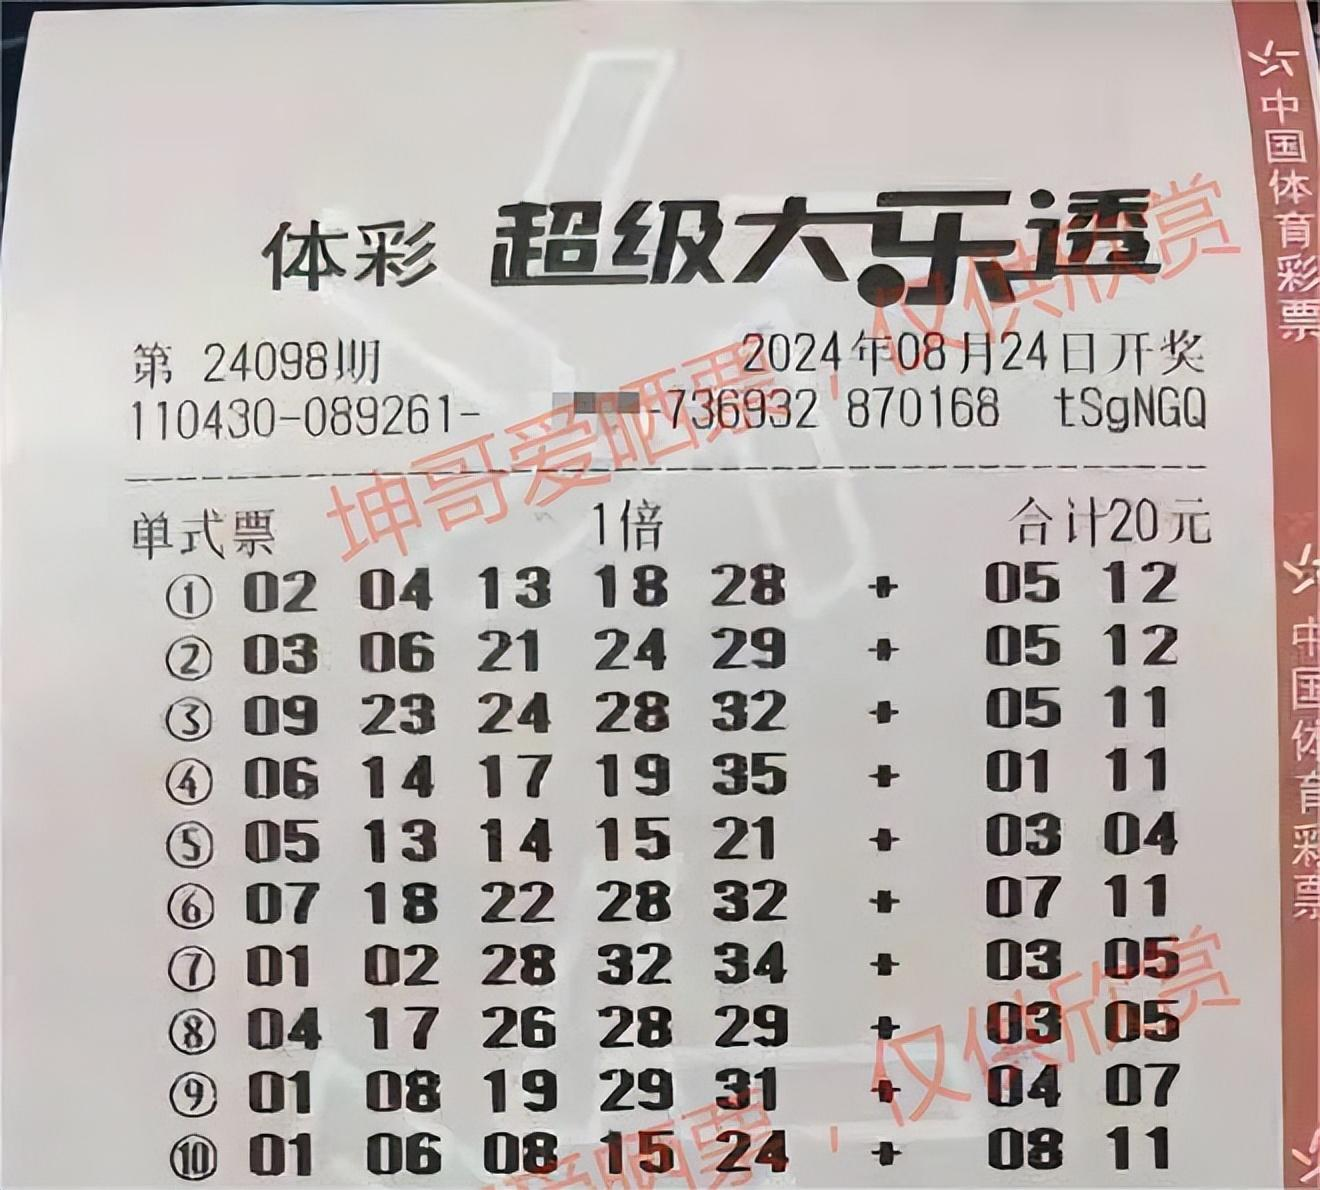 体彩 超级大乐透
第 24098期 2024年08月24日开奖
110430-089261- -736932 870168 tSgNGQ
单式票 1倍 合计20元
① 02 04 13 18 28 + 05 12
② 03 06 21 24 29 + 05 12
③ 09 23 24 28 32 + 05 11
④ 06 14 17 19 35 + 01 11
⑤ 05 13 14 15 21 + 03 04
⑥ 07 18 22 28 32 + 07 11
⑦ 01 02 28 32 34 + 03 05
⑧ 04 17 26 28 29 + 03 05
⑨ 01 08 19 29 31 + 04 07
⑩ 01 06 08 15 24 + 08 11
中国体育彩票
中国体育彩票
坤哥爱晒票，仅供欣赏
爱晒票，仅供欣赏